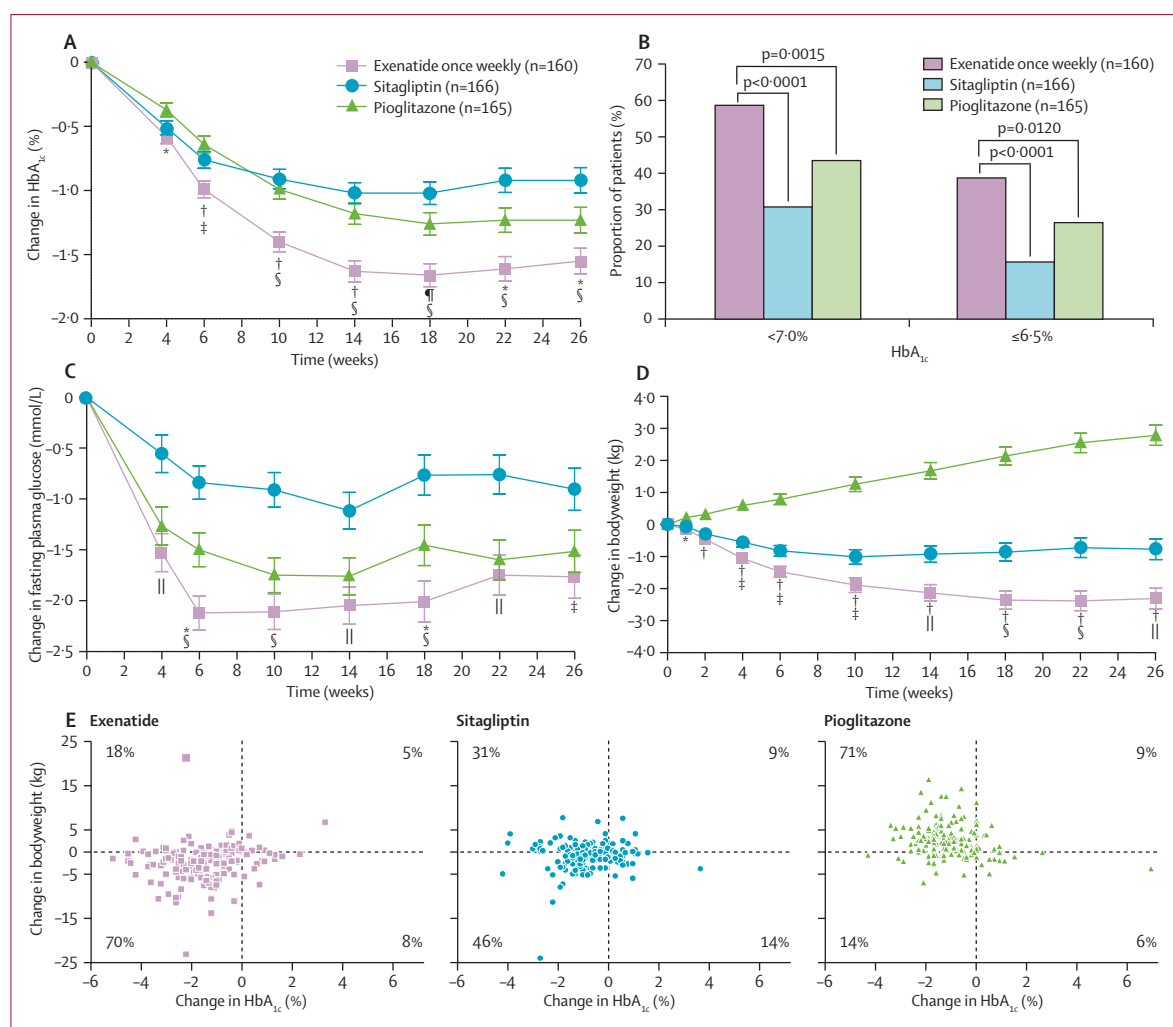 A
Exenatide once weekly (n=160)
Sitagliptin (n=166)
Pioglitazone (n=165)
Change in HbA1c (%)
0
–0·5
–1·0
–1·5
–2·0
*
†
‡
†
§
†
§
¶
§
*
§
*
§
0 2 4 6 8 10 12 14 16 18 20 22 24 26
Time (weeks)
B
Exenatide once weekly (n=160)
Sitagliptin (n=166)
Pioglitazone (n=165)
p=0·0015
p<0·0001
p=0·0120
p<0·0001
Proportion of patients (%)
70
60
50
40
30
20
10
0
<7·0% ≤6·5%
HbA1c
C
Change in fasting plasma glucose (mmol/L)
0
–0·5
–1·0
–1·5
–2·0
–2·5
||
*
§
§
||
*
§
||
‡
0 2 4 6 8 10 12 14 16 18 20 22 24 26
Time (weeks)
D
Change in bodyweight (kg)
4·0
3·0
2·0
1·0
0
–1·0
–2·0
–3·0
–4·0
*
†
†
‡
†
‡
†
‡
†
||
†
§
†
§
†
||
0 2 4 6 8 10 12 14 16 18 20 22 24 26
Time (weeks)
E
Exenatide
Change in bodyweight (kg)
25
15
5
0
–5
–15
–25
18% 5%
70% 8%
–6 –4 –2 0 2 4 6
Change in HbA1c (%)
Sitagliptin
31% 9%
46% 14%
–6 –4 –2 0 2 4 6
Change in HbA1c (%)
Pioglitazone
71% 9%
14% 6%
–6 –4 –2 0 2 4 6
Change in HbA1c (%)